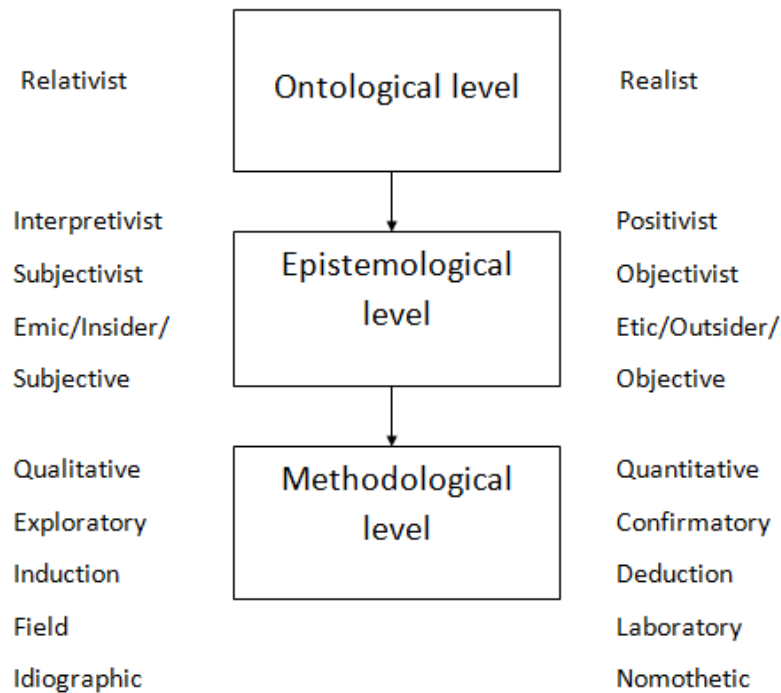 Relativist
Ontological level
Realist
Interpretivist
Subjectivist
Emic/Insider/
Subjective
Epistemological
level
Positivist
Objectivist
Etic/Outsider/
Objective
Qualitative
Exploratory
Induction
Field
Idiographic
Methodological
level
Quantitative
Confirmatory
Deduction
Laboratory
Nomothetic